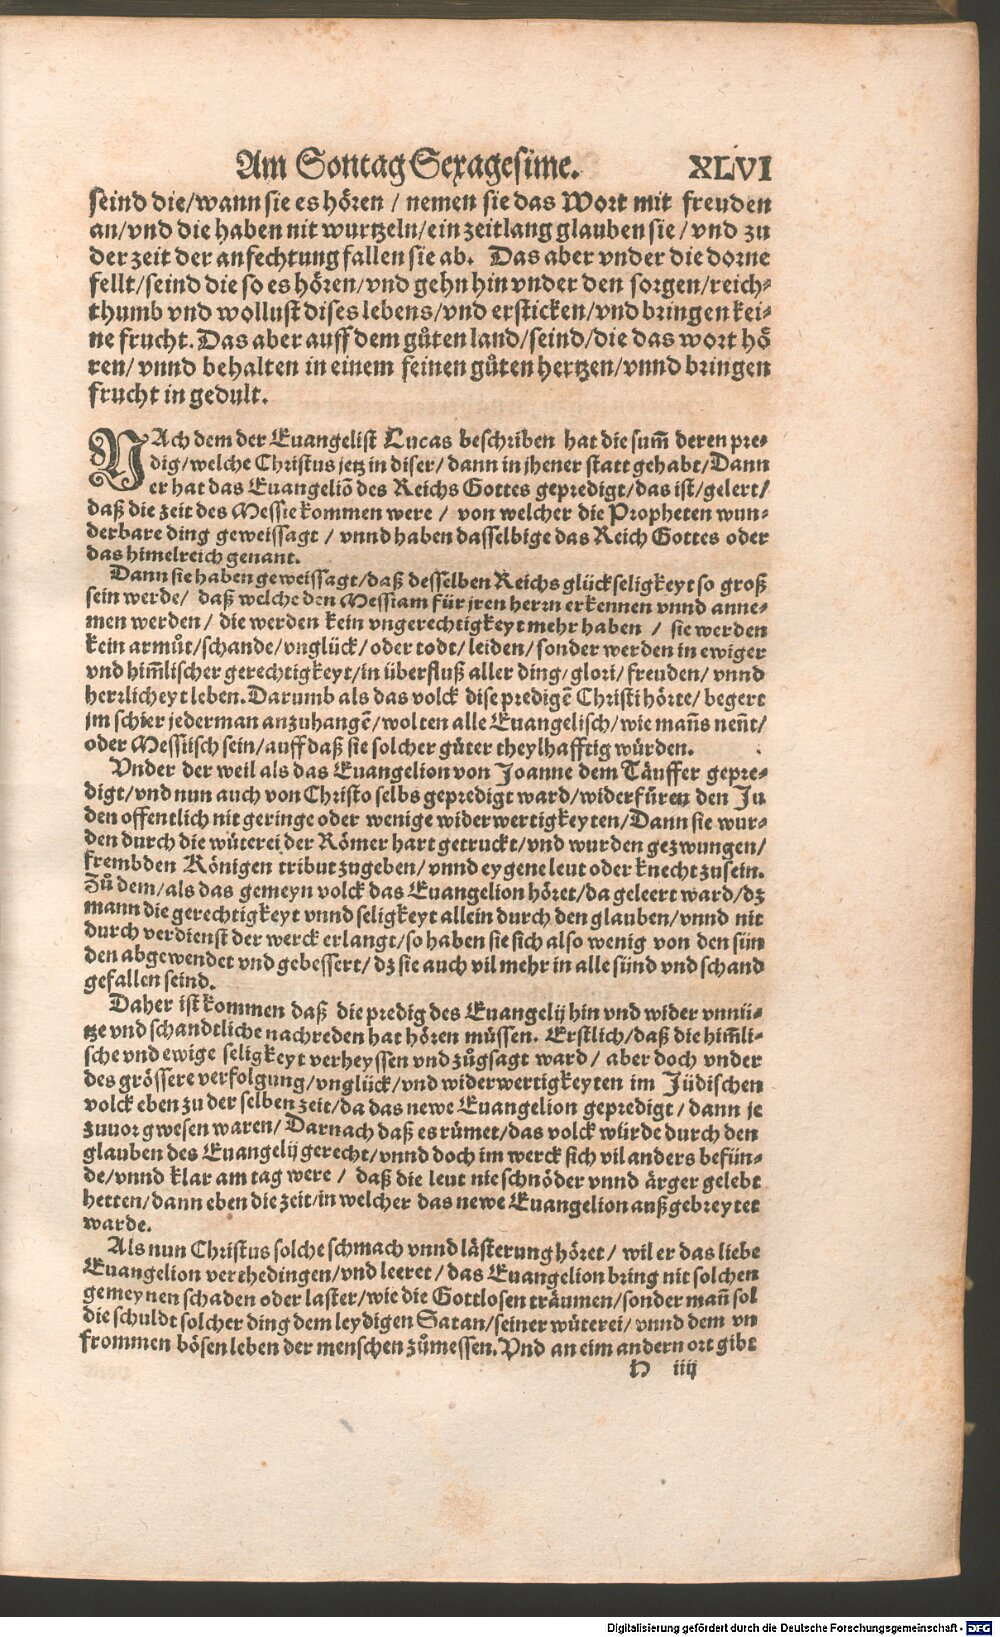 Am Sontag Sexagesime. XLVI
seind die/wann sie es hören / nemen sie das Wort mit freuden
an/vnd die haben nit wurtzeln/ein zeitlang glauben sie/vnd zu
der zeit der anfechtung fallen sie ab. Das aber vnder die dorne
fellt/seind die so es hören/vnd gehn hin vnder den sorgen/reich-
thumb vnd wollust dises lebens/vnd ersticken/vnd bringen kei-
ne frucht. Das aber auff dem gůten land/seind/die das wort hö
ren/ vnnd behalten in einem feinen gůten hertzen/vnnd bringen
frucht in gedult.
NAch dem der Euangelist Lucas beschriben hat die sum̃ deren pre-
dig/welche Christus jetz in diser/dann in jhener statt gehabt/Dann
er hat das Euangeliõ des Reichs Gottes gepredigt/das ist/gelert/
daß die zeit des Messie kommen were / von welcher die Propheten wun-
derbare ding geweissagt / vnnd haben dasselbige das Reich Gottes oder
das himelreich genant.
Dann sie haben geweissagt/daß desselben Reichs glückseligkeyt so groß
sein werde/ daß welche den Messiam für jren herrn erkennen vnnd anne-
men werden / die werden kein vngerechtigkeyt mehr haben / sie werden
kein armůt/schande/vnglück/oder todt/leiden/sonder werden in ewiger
vnd him̃lischer gerechtigkeyt/in überfluß aller ding/glori/freuden/vnnd
herrlicheyt leben. Darumb als das volck dise predigẽ Christi hörte/begert
jm schier jederman anzuhangẽ/wolten alle Euangelisch/wie mañs neñt/
oder Messiisch sein/auff daß sie solcher güter theylhafftig würden.
Vnder der weil als das Euangelion von Joanne dem Täuffer gepre-
digt/vnd nun auch von Christo selbs gepredigt ward/widerfüren den Ju
den offentlich nit geringe oder wenige widerwertigkeyten/Dann sie wur-
den durch die wüterei der Römer hart getruckt/vnd wurden gezwungen/
frembden Königen tribut zugeben/vnnd eygene leut oder knecht zusein.
Zů dem/als das gemeyn volck das Euangelion höret/da geleert ward/dz
mann die gerechtigkeyt vnnd seligkeyt allein durch den glauben/vnnd nit
durch verdienst der werck erlangt/so haben sie sich also wenig von den sün
den abgewendet vnd gebessert/dz sie auch vil mehr in alle sünd vnd schand
gefallen seind.
Daher ist kommen daß die predig des Euangelij hin vnd wider vnnü-
tze vnd schandtliche nachreden hat hören müssen. Erstlich/daß die him̃li-
sche vnd ewige seligkeyt verheyssen vnd zůgsagt ward / aber doch vnder
des grössere verfolgung/vnglück/vnd widerwertigkeyten im Jüdischen
volck eben zu der selben zeit/da das newe Euangelion gepredigt/dann je
zuuor gwesen waren/Darnach daß es rümet/das volck würde durch den
glauben des Euangelij gerecht/vnnd doch im werck sich vil anders befün-
de/vnnd klar am tag were / daß die leut nie schnöder vnnd ärger gelebt
hetten/dann eben die zeit/in welcher das newe Euangelion außgebreytet
warde.
Als nun Christus solche schmach vnnd lästerung höret / wil er das liebe
Euangelion verthedingen/vnd leeret/das Euangelion bring nit solchen
gemeynen schaden oder laster/wie die Gottlosen träumen/sonder mañ sol
die schuldt solcher ding dem leydigen Satan/seiner wüterei/vnnd dem vn
frommen bösen leben der menschen zůmessen. Vnd an eim andern ort gibt
H iiij
Digitalisierung gefördert durch die Deutsche Forschungsgemeinschaft - DFG